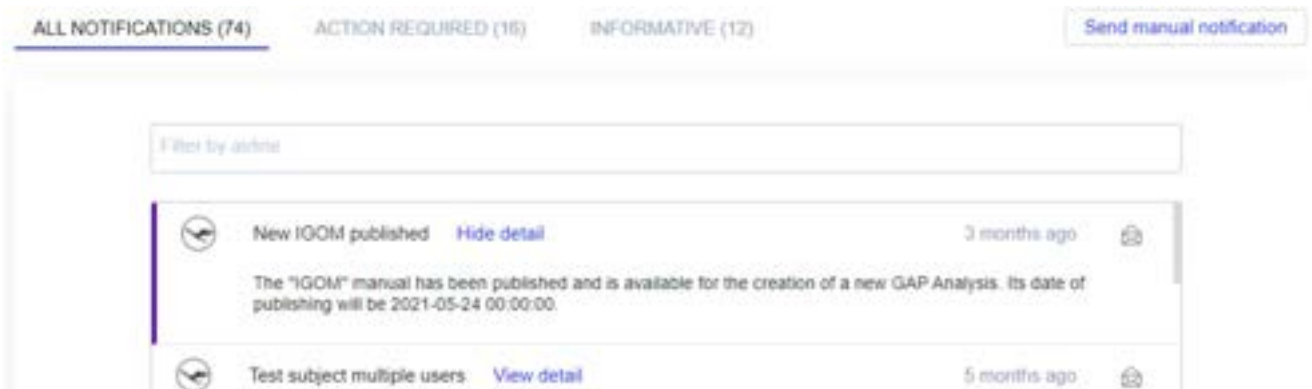 ALL NOTIFICATIONS (74) ACTION REQUIRED (16) INFORMATIVE (12) Send manual notification
Filter by airline
New IGOM published Hide detail 3 months ago
The "IGOM" manual has been published and is available for the creation of a new GAP Analysis. Its date of
publishing will be 2021-05-24 00:00:00.
Test subject multiple users View detail 5 months ago